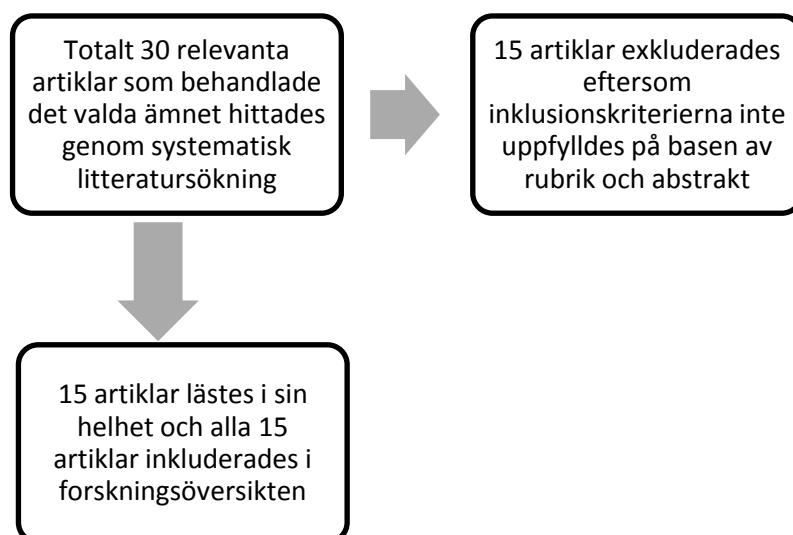 Totalt 30 relevanta
artiklar som behandlade
det valda ämnet hittades
genom systematisk
litteratursökning
15 artiklar exkluderades
eftersom
inklusionskriterierna inte
uppfylldes på basen av
rubrik och abstrakt
15 artiklar lästes i sin
helhet och alla 15
artiklar inkluderades i
forskningsöversikten